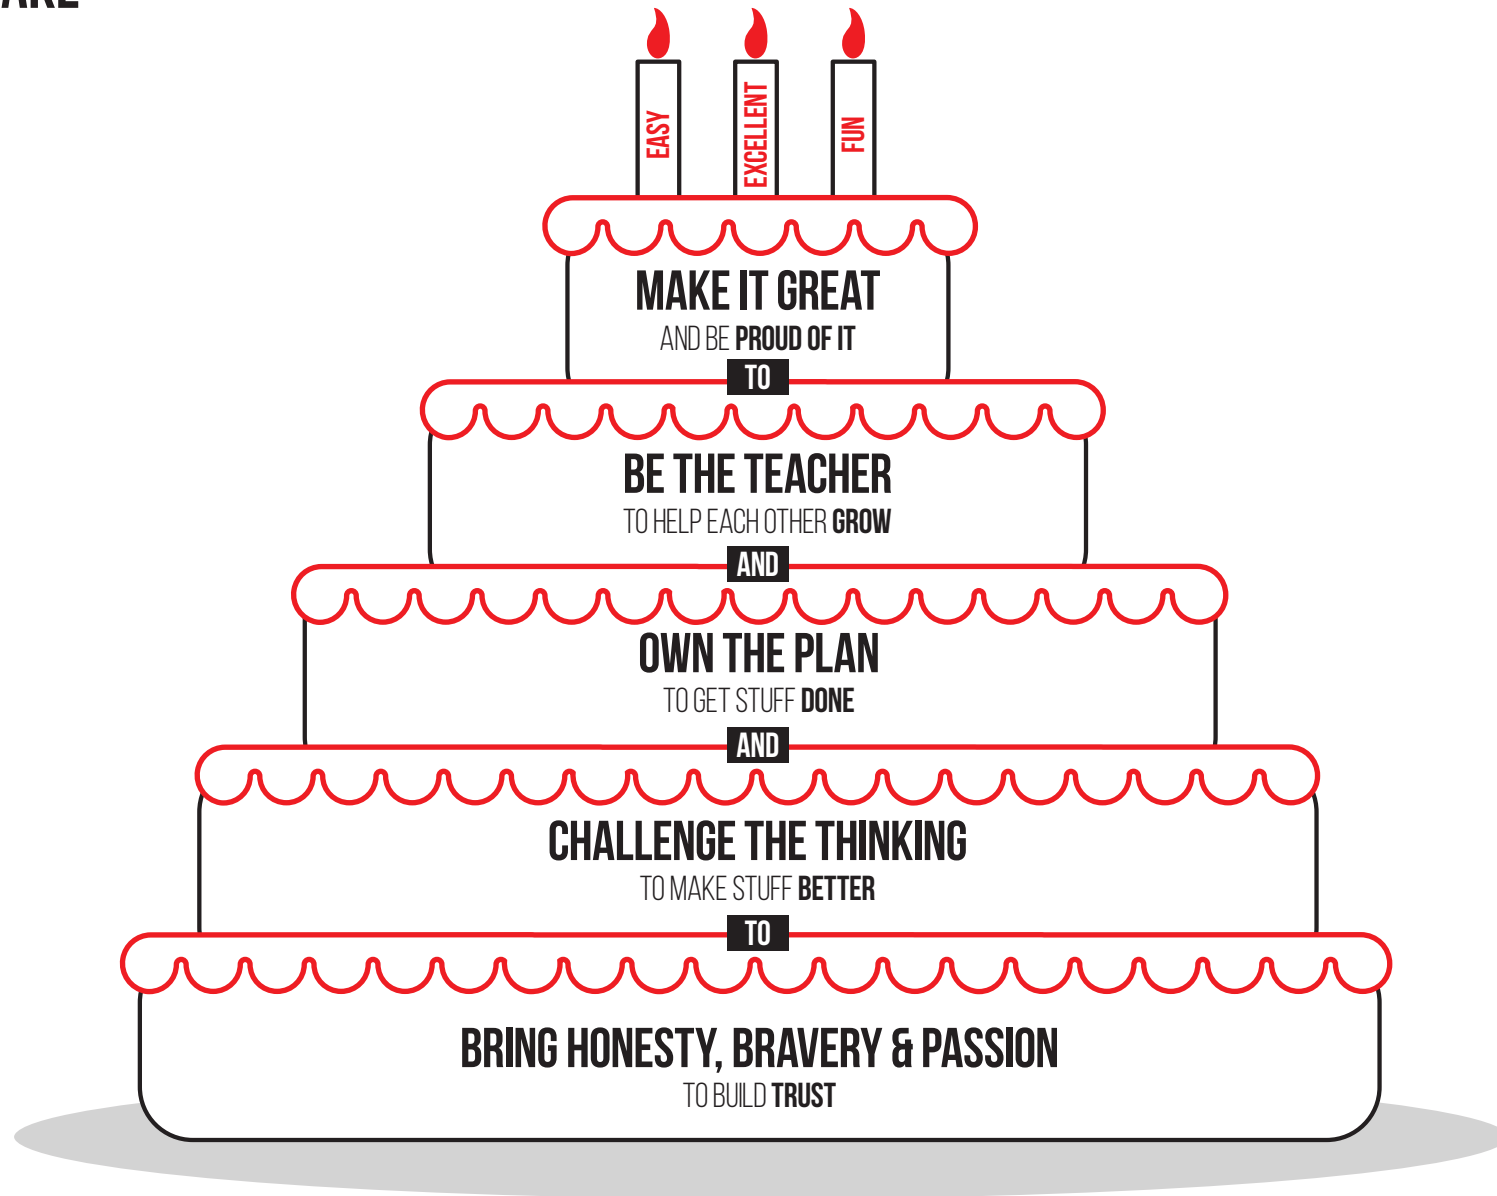 EASY
EXCELLENT
FUN
MAKE IT GREAT
AND BE PROUD OF IT
TO
BE THE TEACHER
TO HELP EACH OTHER GROW
AND
OWN THE PLAN
TO GET STUFF DONE
AND
CHALLENGE THE THINKING
TO MAKE STUFF BETTER
TO
BRING HONESTY, BRAVERY & PASSION
TO BUILD TRUST